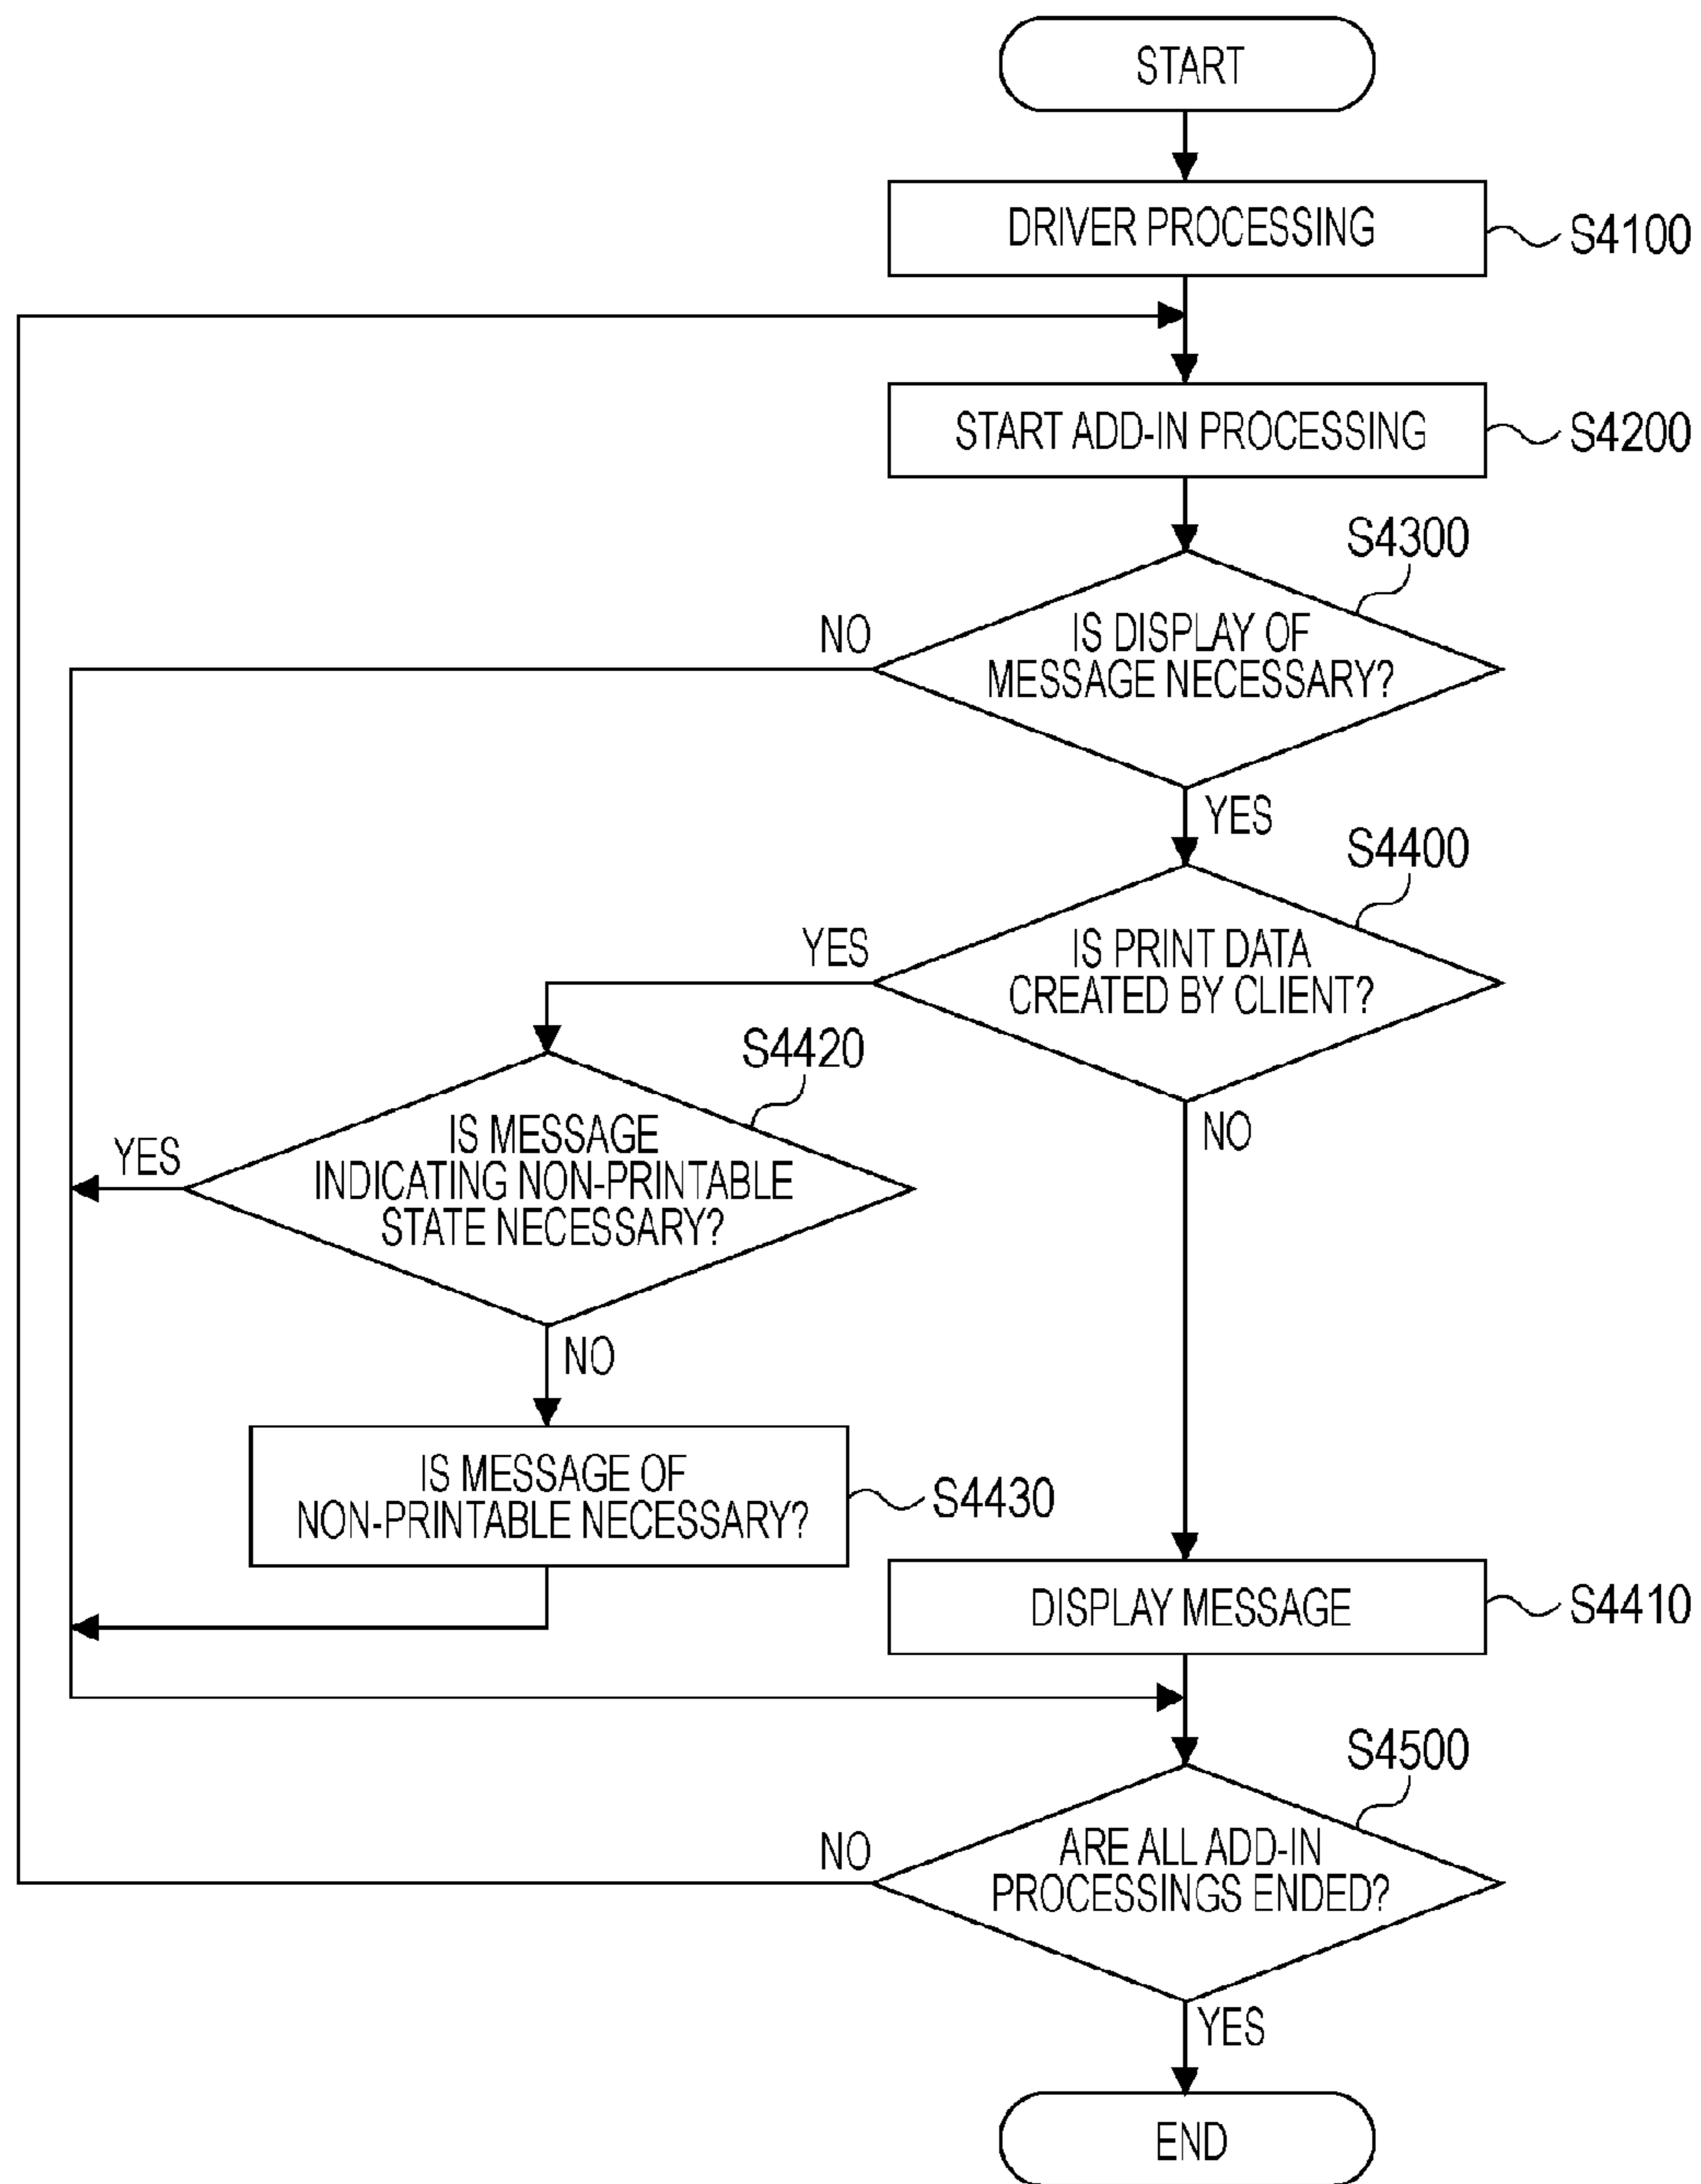 START
DRIVER PROCESSING
S4100
START ADD-IN PROCESSING
S4200
S4300
NO
IS DISPLAY OF
MESSAGE NECESSARY?
YES
S4400
YES
IS PRINT DATA
CREATED BY CLIENT?
NO
S4420
YES
IS MESSAGE
INDICATING NON-PRINTABLE
STATE NECESSARY?
NO
IS MESSAGE OF
NON-PRINTABLE NECESSARY?
S4430
DISPLAY MESSAGE
S4410
S4500
NO
ARE ALL ADD-IN
PROCESSINGS ENDED?
YES
END